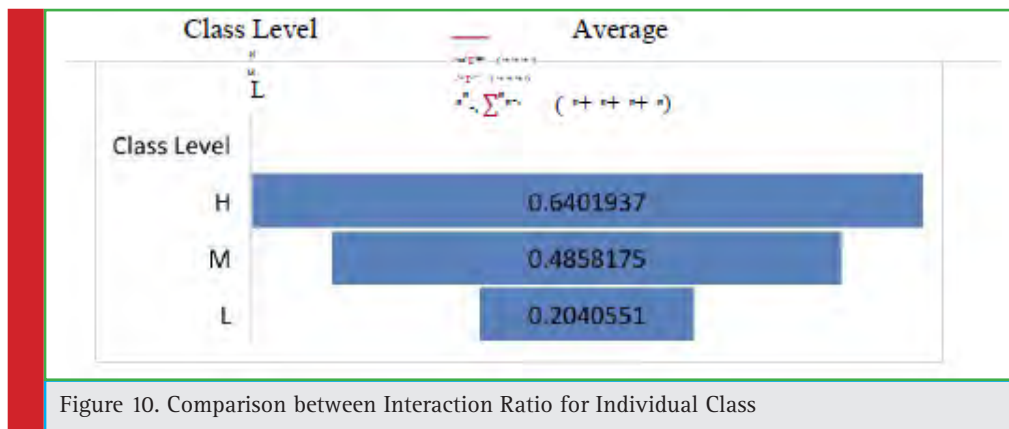 Class Level Average
L ∑ ( + + + )
Class Level
H 0.6401937
M 0.4858175
L 0.2040551
Figure 10. Comparison between Interaction Ratio for Individual Class